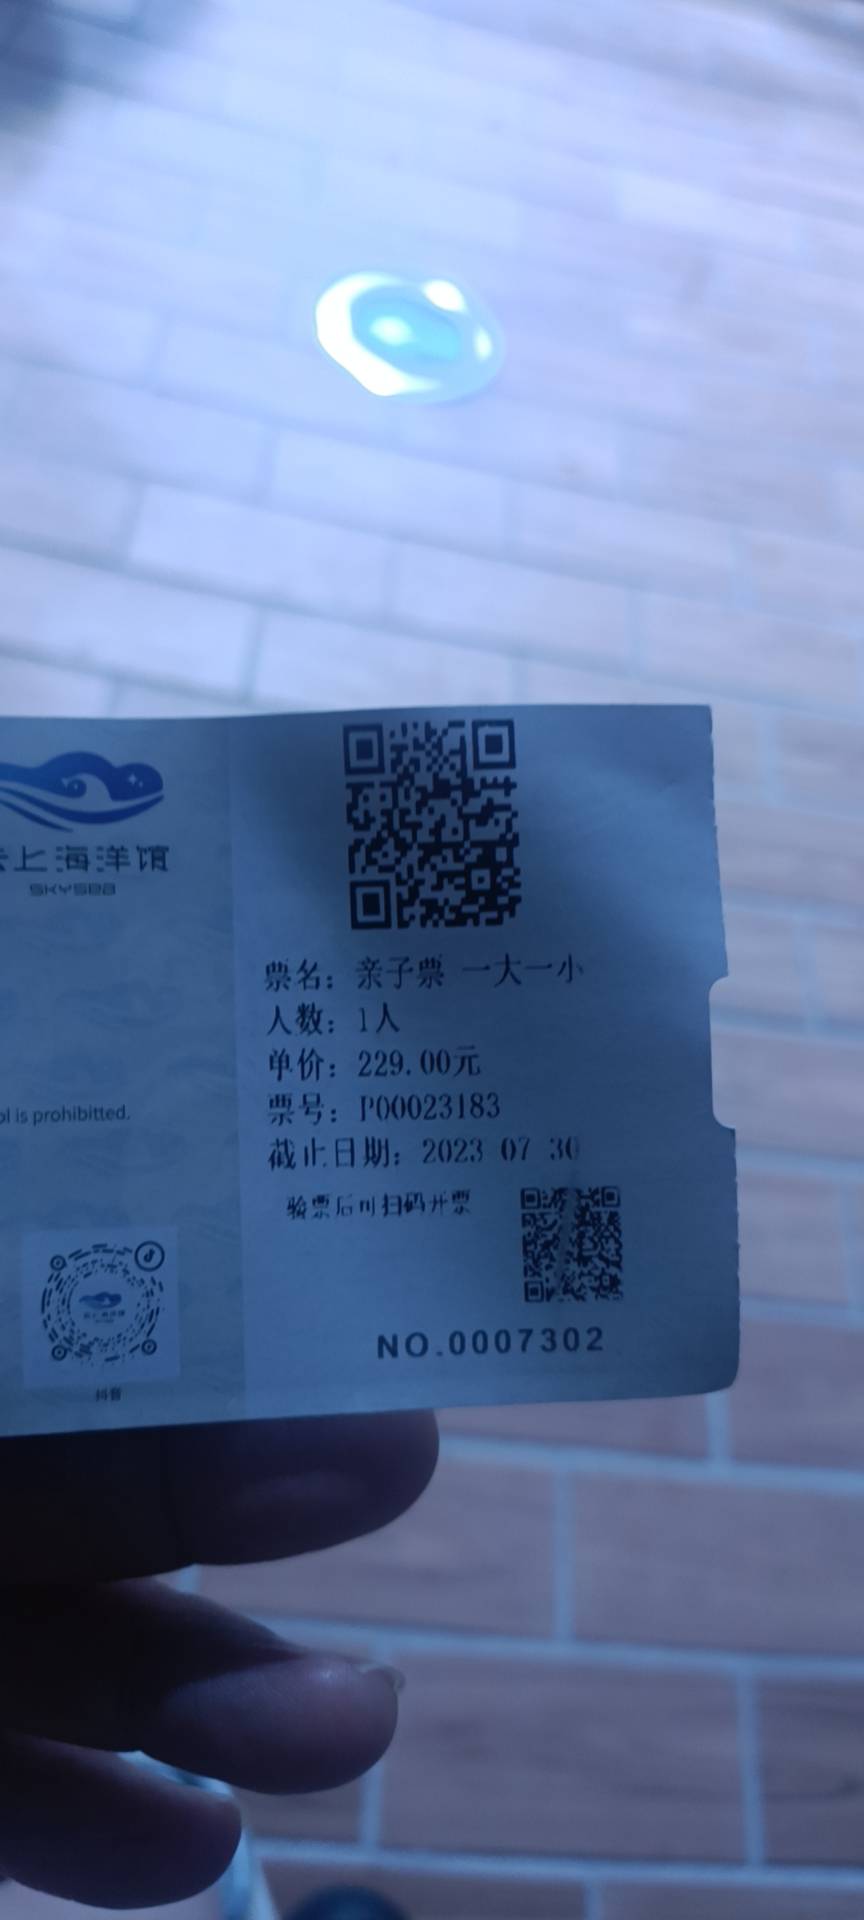 上海洋馆
SKYSEA
票名：亲子票 一大一小
人数：1人
单价：229.00元
票号：P00023183
截止日期：2023 07 30
ol is prohibitted.
验票后可扫码开票
抖音
NO.0007302